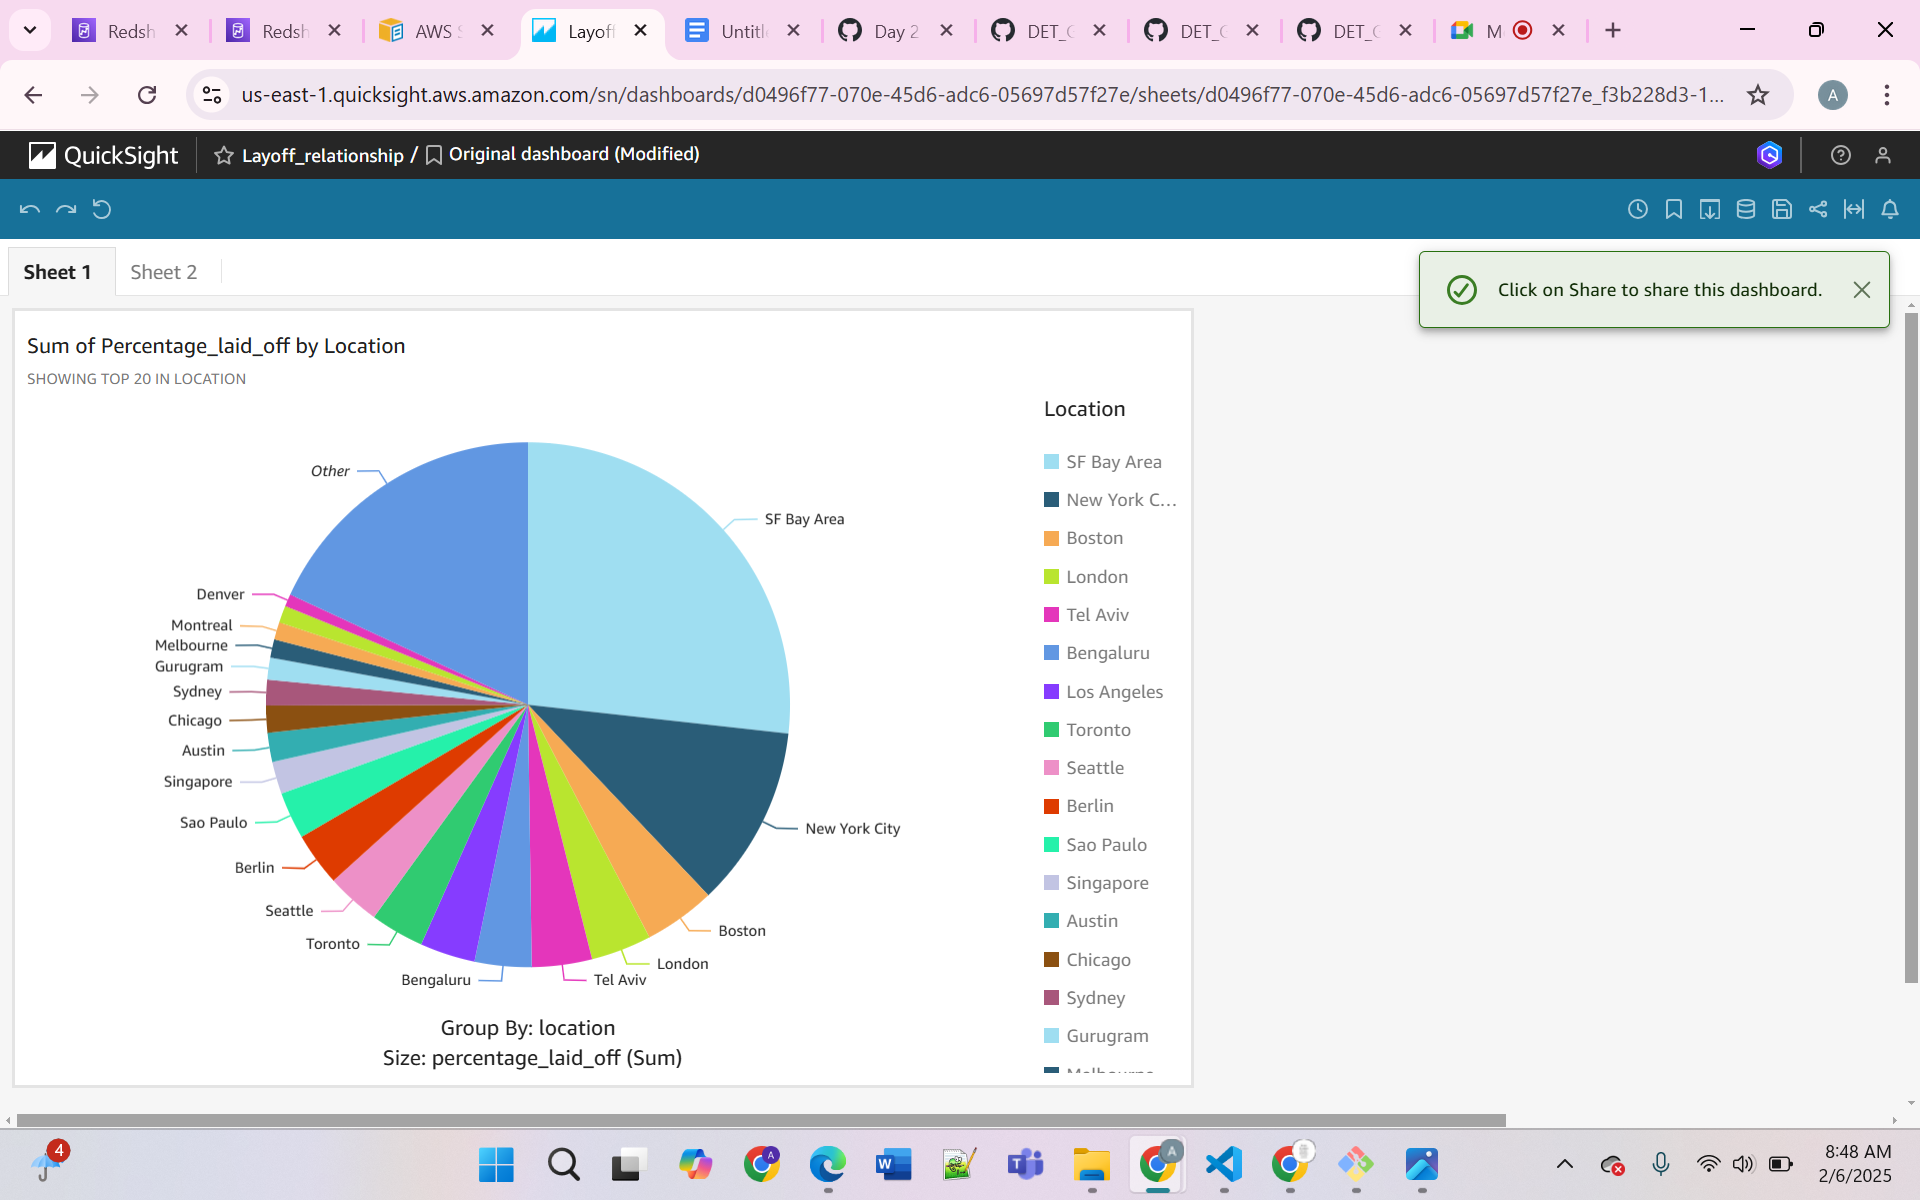 Redsh
Redsh
AWS S
Layoff
Untitl
Day 2
DET_G
DET_G
DET_G
M
us-east-1.quicksight.aws.amazon.com/sn/dashboards/d0496f77-070e-45d6-adc6-05697d57f27e/sheets/d0496f77-070e-45d6-adc6-05697d57f27e_f3b228d3-1...
A
QuickSight
Layoff_relationship / Original dashboard (Modified)
Sheet 1
Sheet 2
Click on Share to share this dashboard.
Sum of Percentage_laid_off by Location
SHOWING TOP 20 IN LOCATION
Other
SF Bay Area
Denver
Montreal
Melbourne
Gurugram
Sydney
Chicago
Austin
Singapore
Sao Paulo
Berlin
Seattle
Toronto
Bengaluru
Tel Aviv
London
Boston
New York City
Group By: location
Size: percentage_laid_off (Sum)
Location
SF Bay Area
New York C...
Boston
London
Tel Aviv
Bengaluru
Los Angeles
Toronto
Seattle
Berlin
Sao Paulo
Singapore
Austin
Chicago
Sydney
Gurugram
Melbourne
4
8:48 AM
2/6/2025